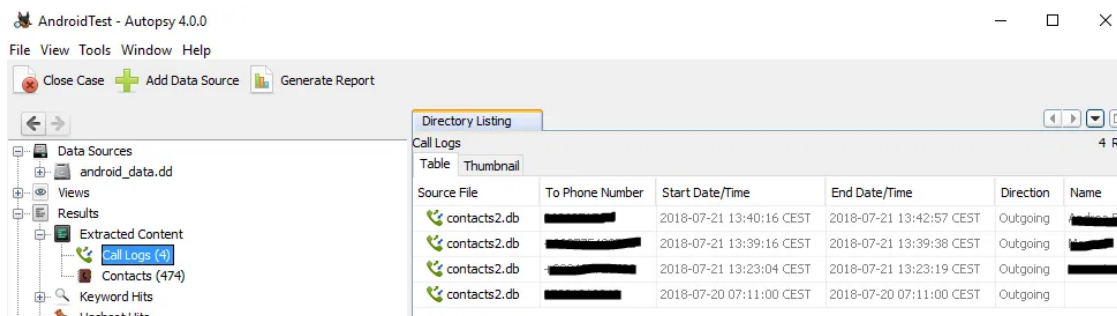 AndroidTest - Autopsy 4.0.0
File View Tools Window Help
Close Case Add Data Source Generate Report
Directory Listing
Data Sources
android_data.dd
Views
Results
Extracted Content
Call Logs (4)
Contacts (474)
Keyword Hits
Call Logs 4
Table Thumbnail
Source File To Phone Number Start Date/Time End Date/Time Direction Name
contacts2.db 2018-07-21 13:40:16 CEST 2018-07-21 13:42:57 CEST Outgoing
contacts2.db 2018-07-21 13:39:16 CEST 2018-07-21 13:39:38 CEST Outgoing
contacts2.db 2018-07-21 13:23:04 CEST 2018-07-21 13:23:19 CEST Outgoing
contacts2.db 2018-07-20 07:11:00 CEST 2018-07-20 07:11:00 CEST Outgoing